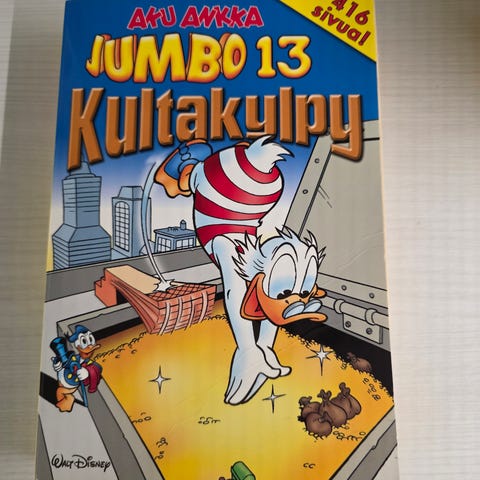 AKU ANKKA
416
sivua!
JUMBO 13
Kultakylpy
WALT DISNEY